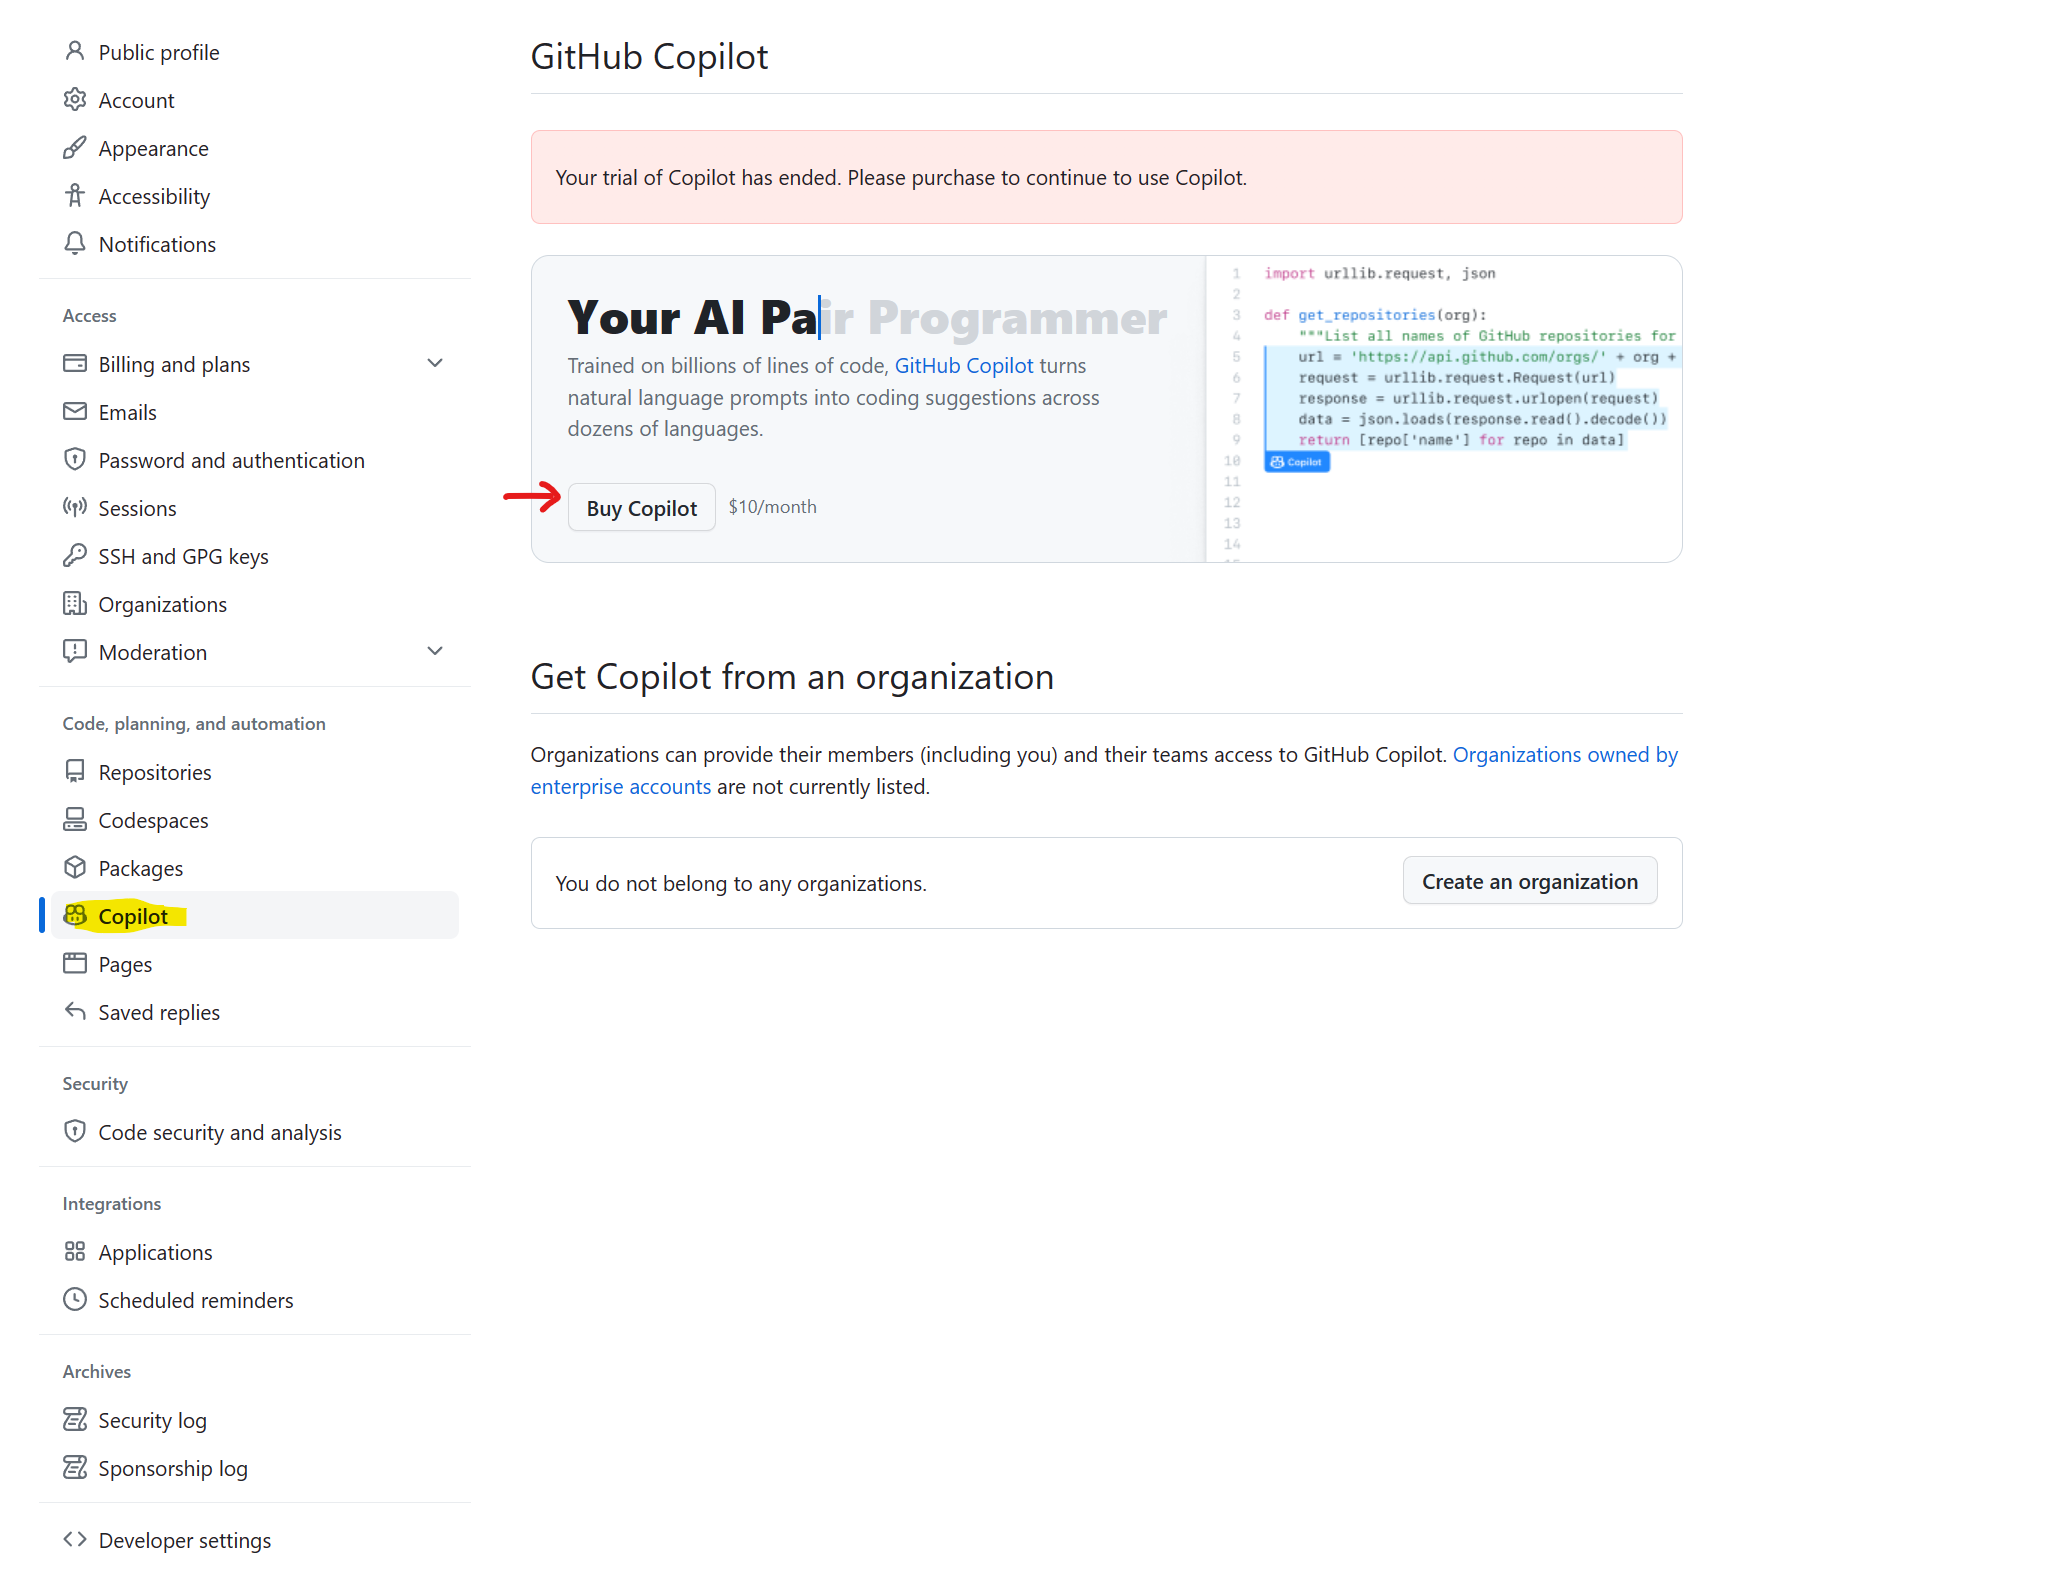 Public profile
Account
Appearance
Accessibility
Notifications
Access
Billing and plans
Emails
Password and authentication
Sessions
SSH and GPG keys
Organizations
Moderation
Code, planning, and automation
Repositories
Codespaces
Packages
Copilot
Pages
Saved replies
Security
Code security and analysis
Integrations
Applications
Scheduled reminders
Archives
Security log
Sponsorship log
Developer settings
GitHub Copilot
Your trial of Copilot has ended. Please purchase to continue to use Copilot.
Your AI Pair Programmer
Trained on billions of lines of code, GitHub Copilot turns
natural language prompts into coding suggestions across
dozens of languages.
Buy Copilot $10/month
1 import urllib.request, json
2
3 def get_repositories(org):
4 """List all names of GitHub repositories for
5 url = 'https://api.github.com/orgs/' + org +
6 request = urllib.request.Request(url)
7 response = urllib.request.urlopen(request)
8 data = json.loads(response.read().decode())
9 return [repo['name'] for repo in data]
10 Copilot
11
12
13
14
Get Copilot from an organization
Organizations can provide their members (including you) and their teams access to GitHub Copilot. Organizations owned by
enterprise accounts are not currently listed.
You do not belong to any organizations.
Create an organization